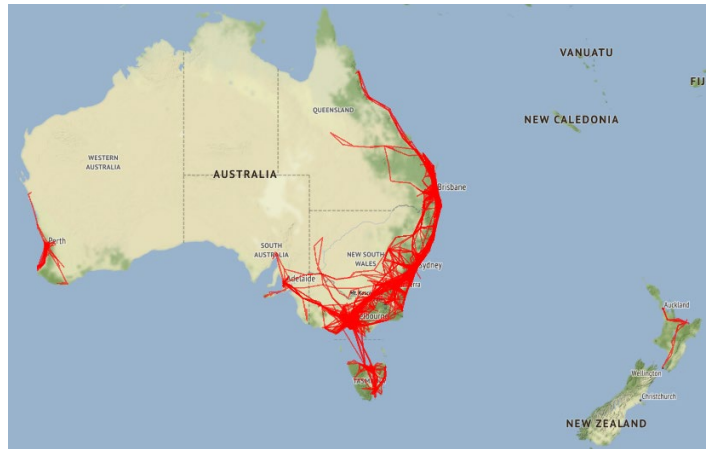 VANUATU
FIJ
QUEENSLAND
NEW CALEDONIA
WESTERN
AUSTRALIA
AUSTRALIA
Brisbane
Perth
SOUTH
AUSTRALIA
NEW SOUTH
WALES
Sydney
Adelaide
Auckland
Wellington
Christchurch
NEW ZEALAND